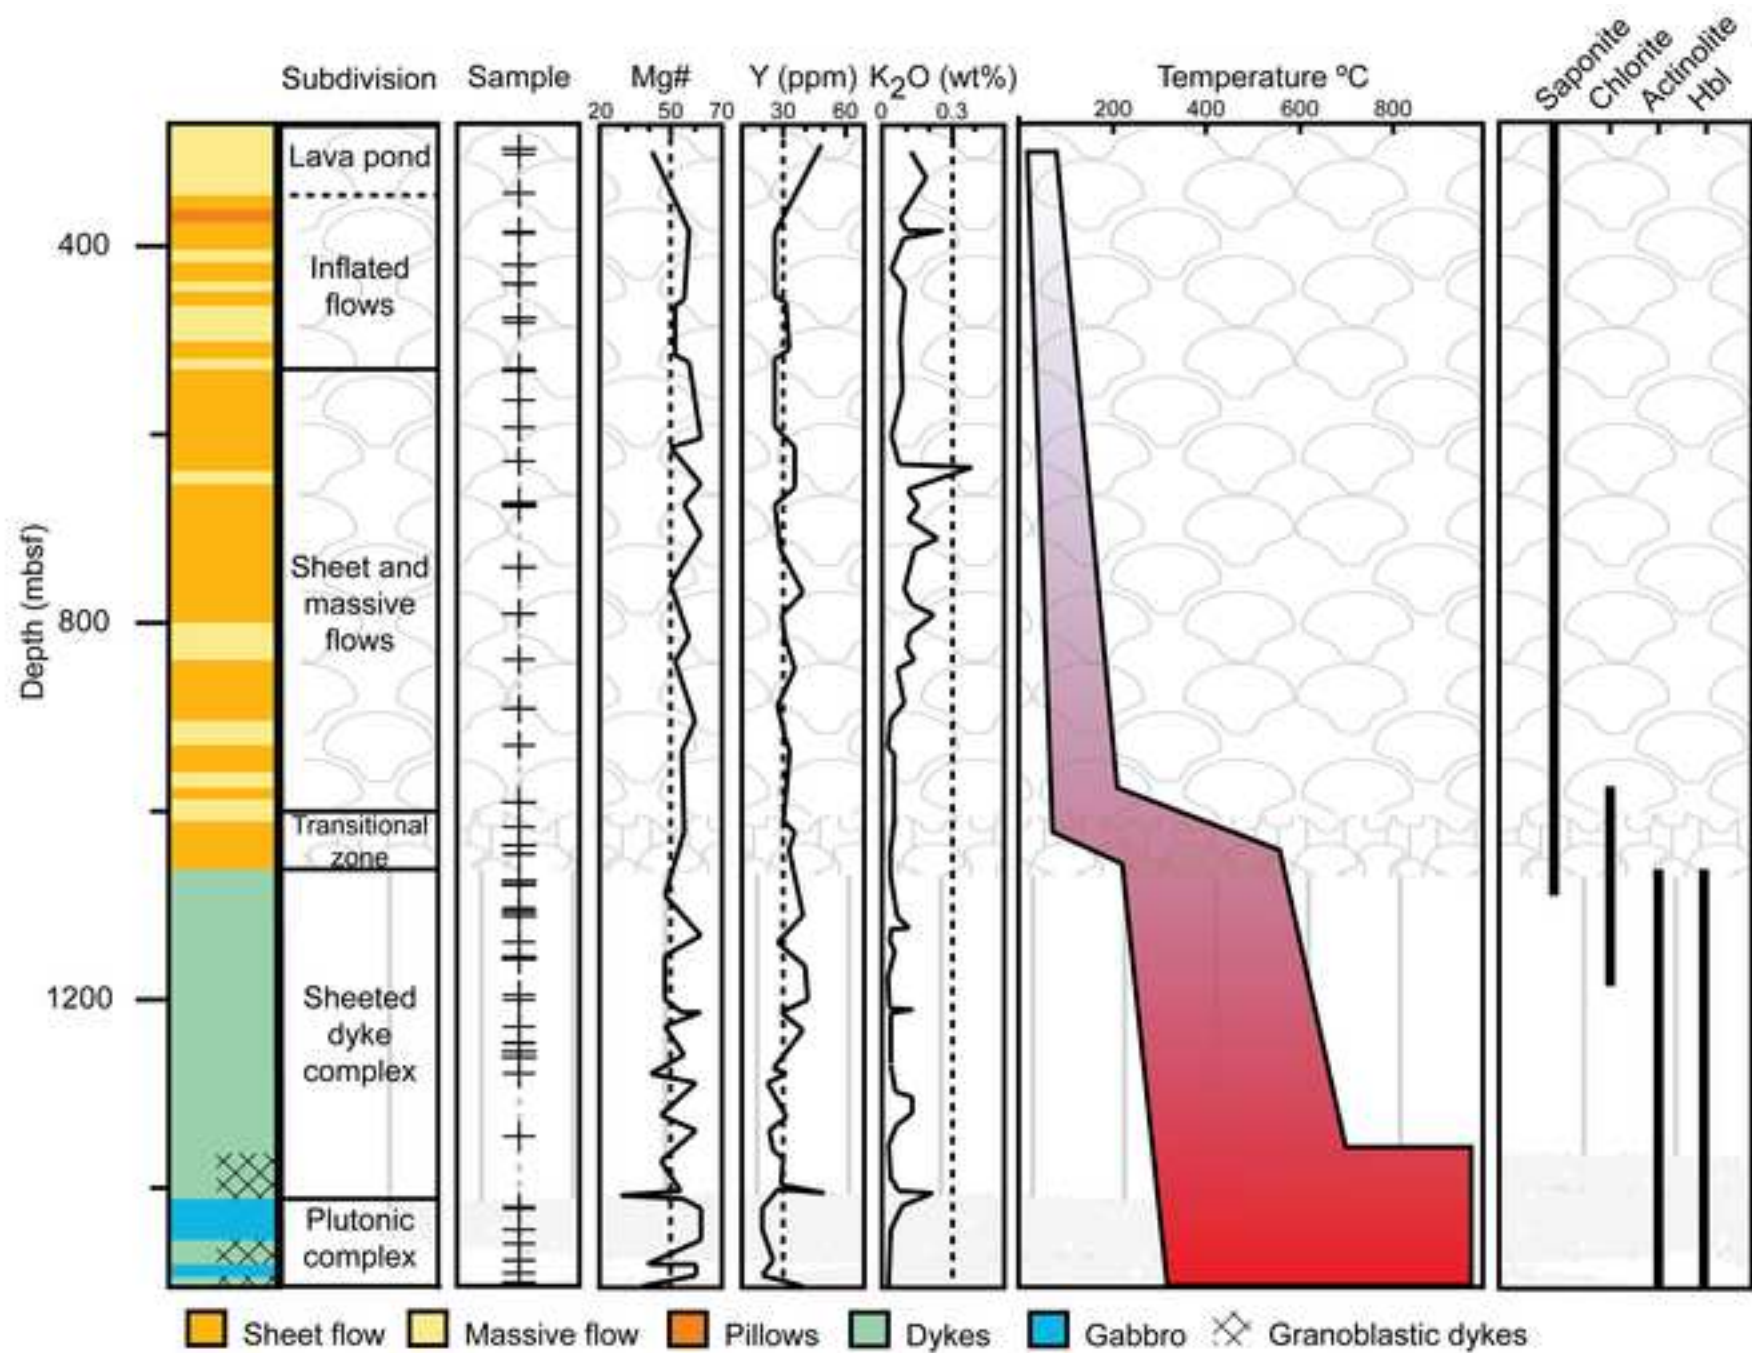 Subdivision Sample Mg# Y (ppm) K2O (wt%) Temperature ºC Saponite Chlorite Actinolite Hbl
20 50 70 30 60 0 0.3 200 400 600 800
Lava pond
400
Inflated
flows
Depth (mbsf)
Sheet and
massive
flows
800
Transitional
zone
1200
Sheeted
dyke
complex
Plutonic
complex
Sheet flow Massive flow Pillows Dykes Gabbro Granoblastic dykes